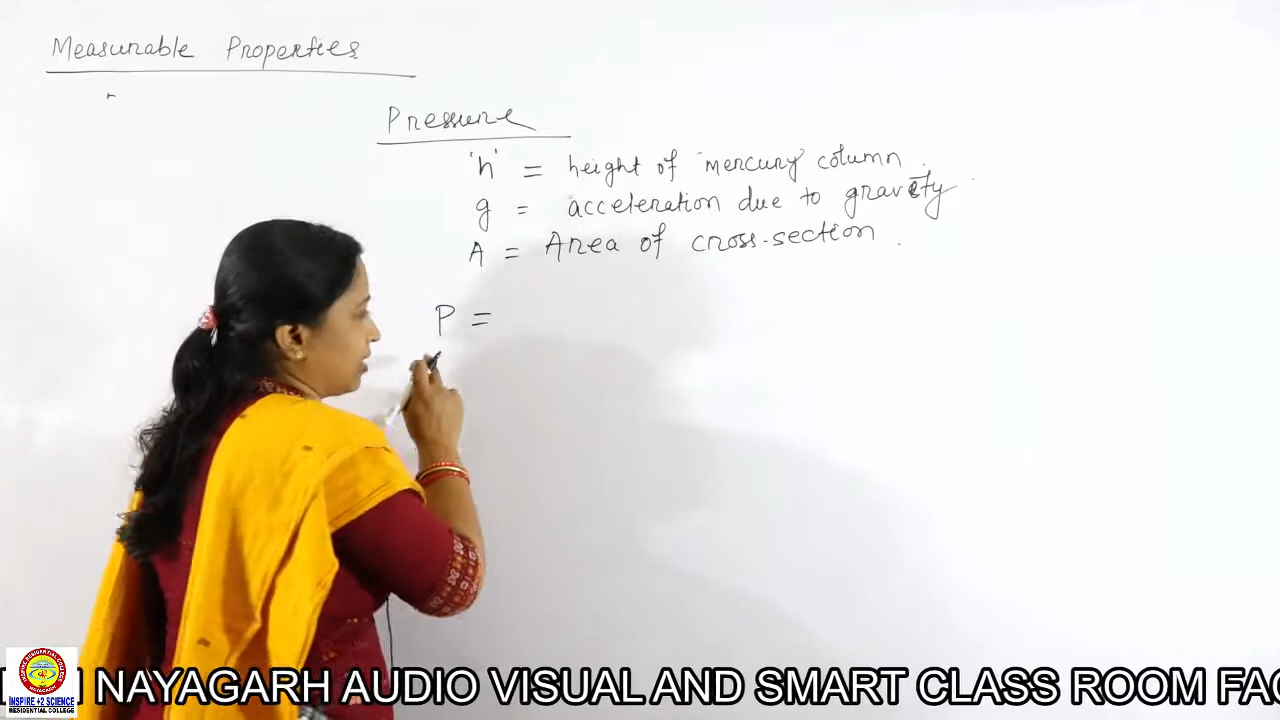 Measurable Properties
Pressure
'h' = height of mercury column.
g = acceleration due to gravity
A = Area of cross-section.
P =
NAYAGARH AUDIO VISUAL AND SMART CLASS ROOM FAC
INSPIRE +2 SCIENCE
RESIDENTIAL COLLEGE